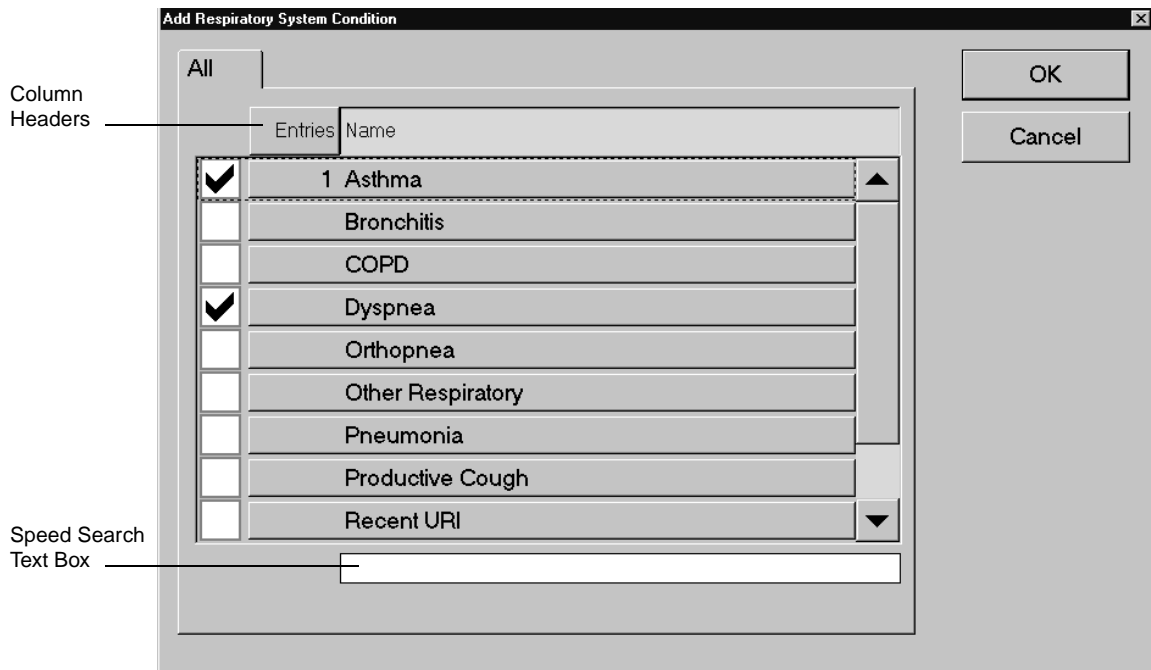 Add Respiratory System Condition
All
OK
Cancel
Column
Headers
Entries Name
1 Asthma
Bronchitis
COPD
Dyspnea
Orthopnea
Other Respiratory
Pneumonia
Productive Cough
Recent URI
Speed Search
Text Box